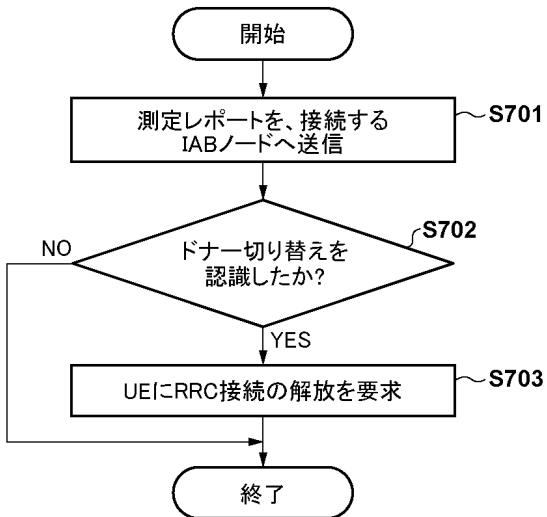 開始
測定レポートを、接続する
IABノードへ送信
S701
S702
ドナー切り替えを
認識したか?
NO
YES
UEにRRC接続の解放を要求
S703
終了